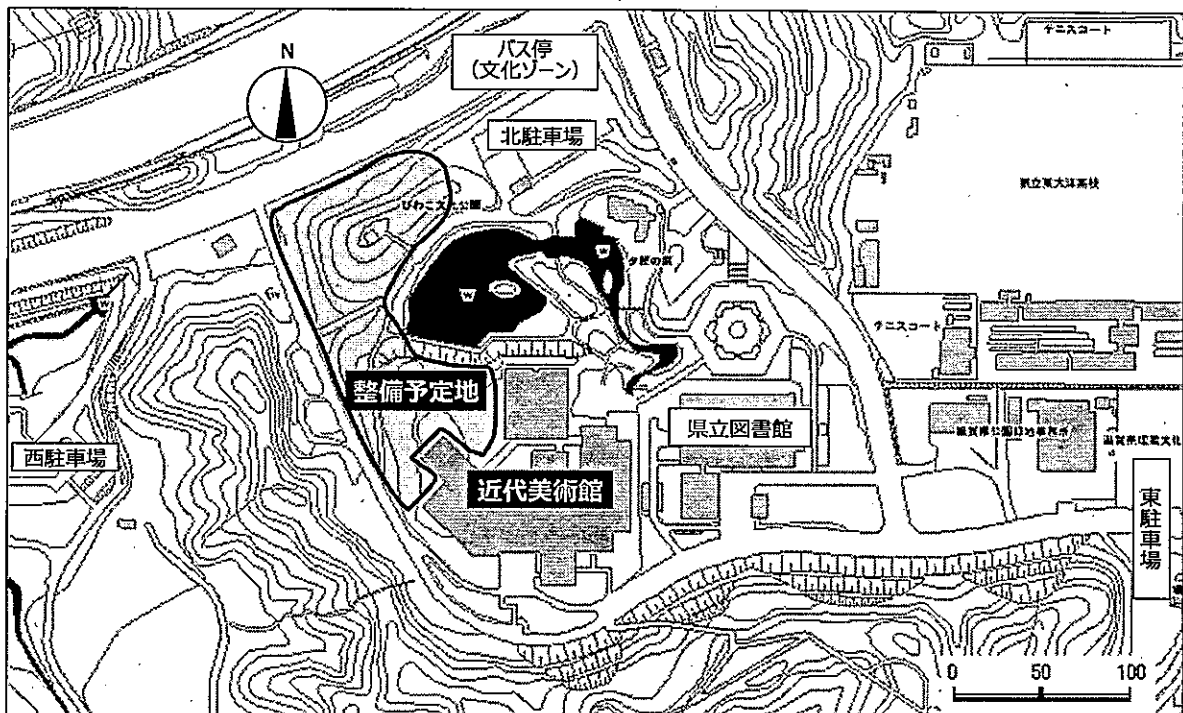 テニスコート
N
バス停
(文化ゾーン)
北駐車場
県立東大津高校
びわこ文化公園
W
夕照の庵
W
W
テニスコート
整備予定地
県立図書館
西駐車場
近代美術館
東駐車場
0 50 100